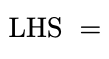 LHS =